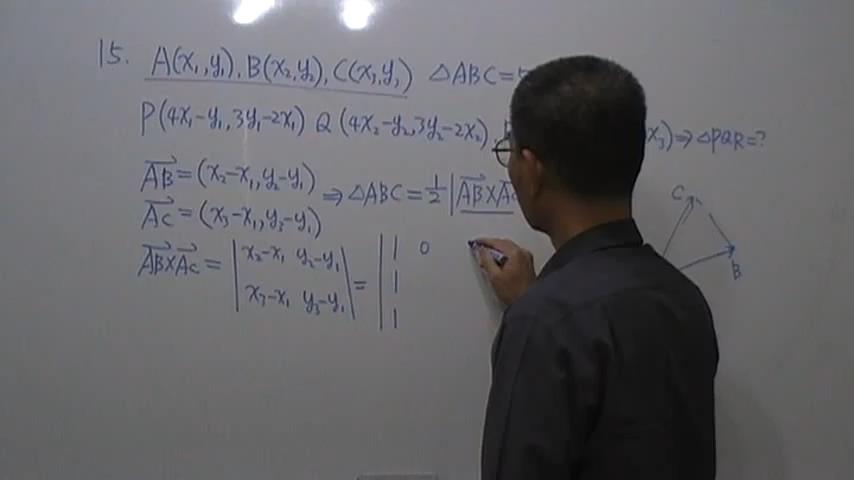 15. A(x₁,y₁), B(x₂,y₂), C(x₃,y₃) △ABC=5
P(4x₁-y₁,3y₁-2x₁) Q(4x₂-y₂,3y₂-2x₂), x₃)⇒△PQR=?
AB=(x₂-x₁,y₂-y₁) ⇒△ABC=1/2|AB×AC
AC=(x₃-x₁,y₃-y₁)
AB×AC=|x₂-x₁ y₂-y₁|=|1 0
x₃-x₁ y₃-y₁ 1
1
C
B